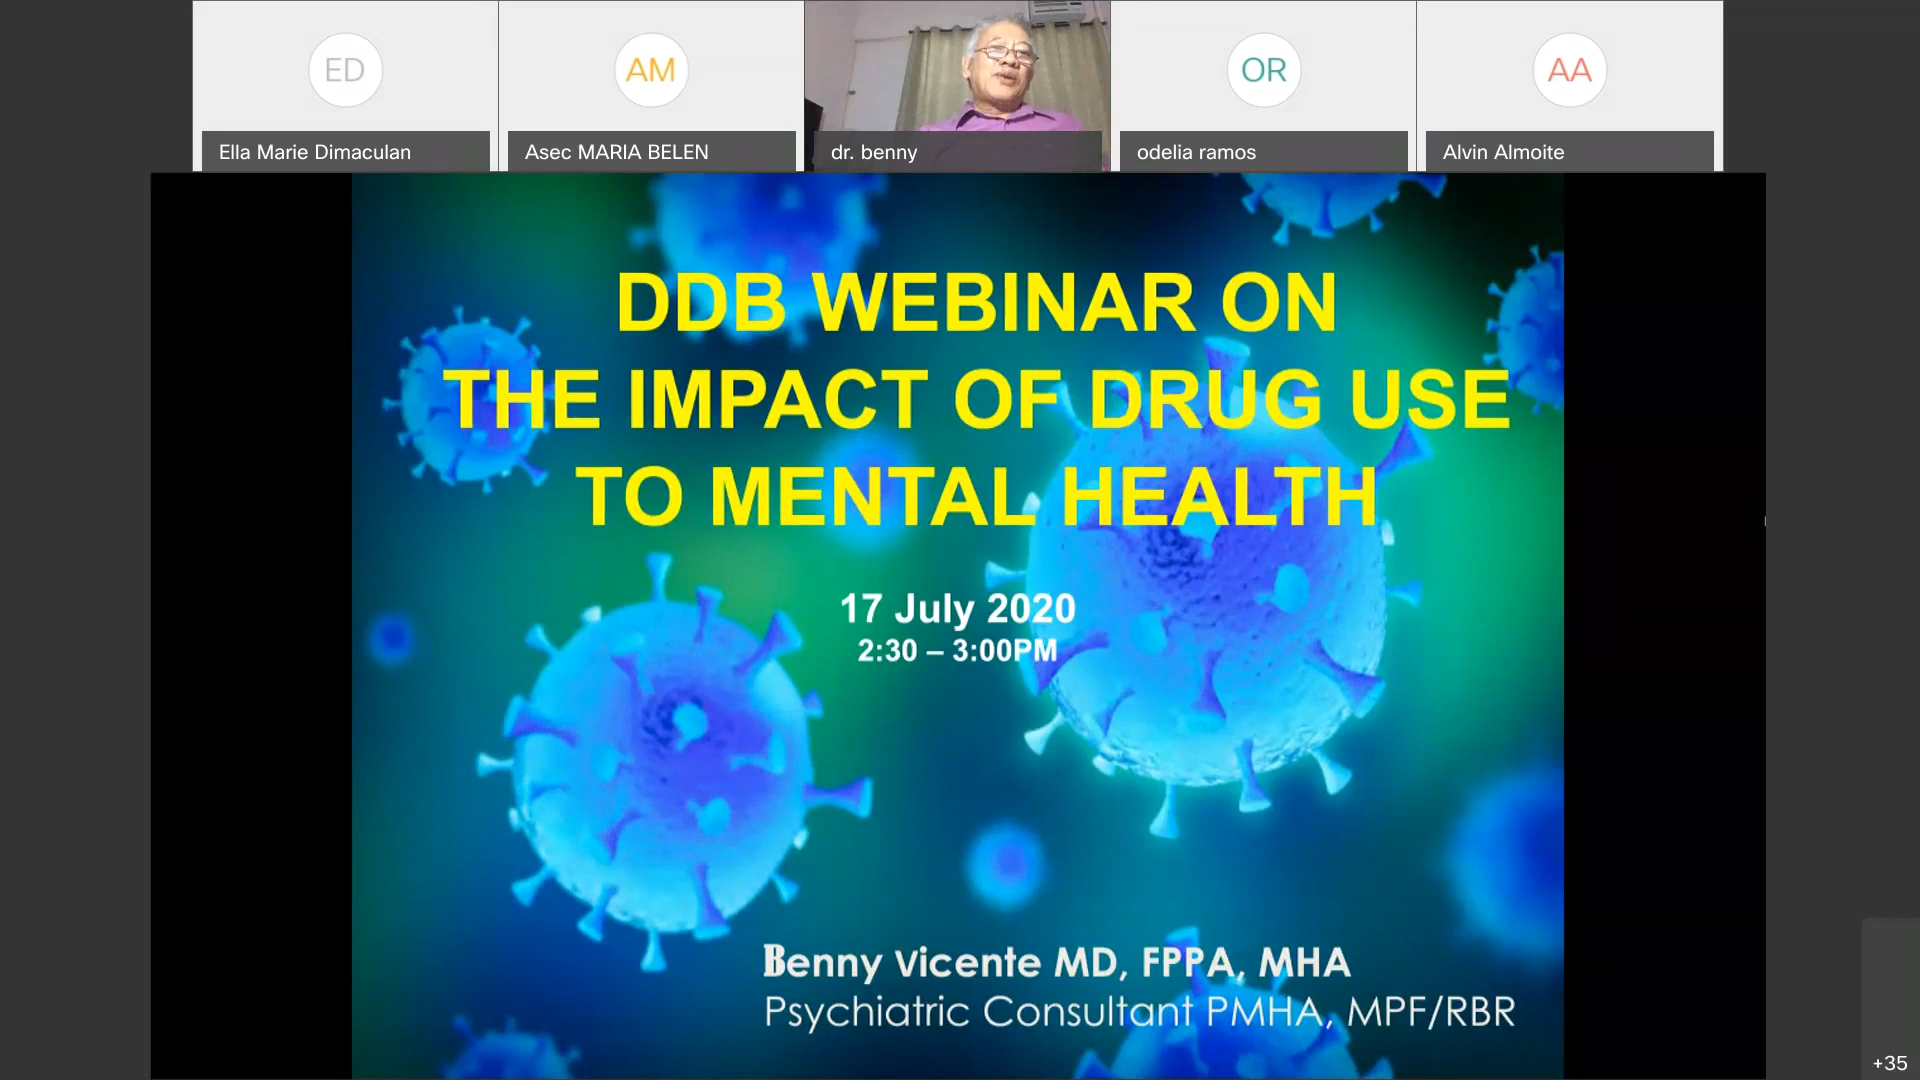 ED
AM
OR
AA
Ella Marie Dimaculan
Asec MARIA BELEN
dr. benny
odelia ramos
Alvin Almoite
DDB WEBINAR ON
THE IMPACT OF DRUG USE
TO MENTAL HEALTH
17 July 2020
2:30 – 3:00PM
Benny Vicente MD, FPPA, MHA
Psychiatric Consultant PMHA, MPF/RBR
+35